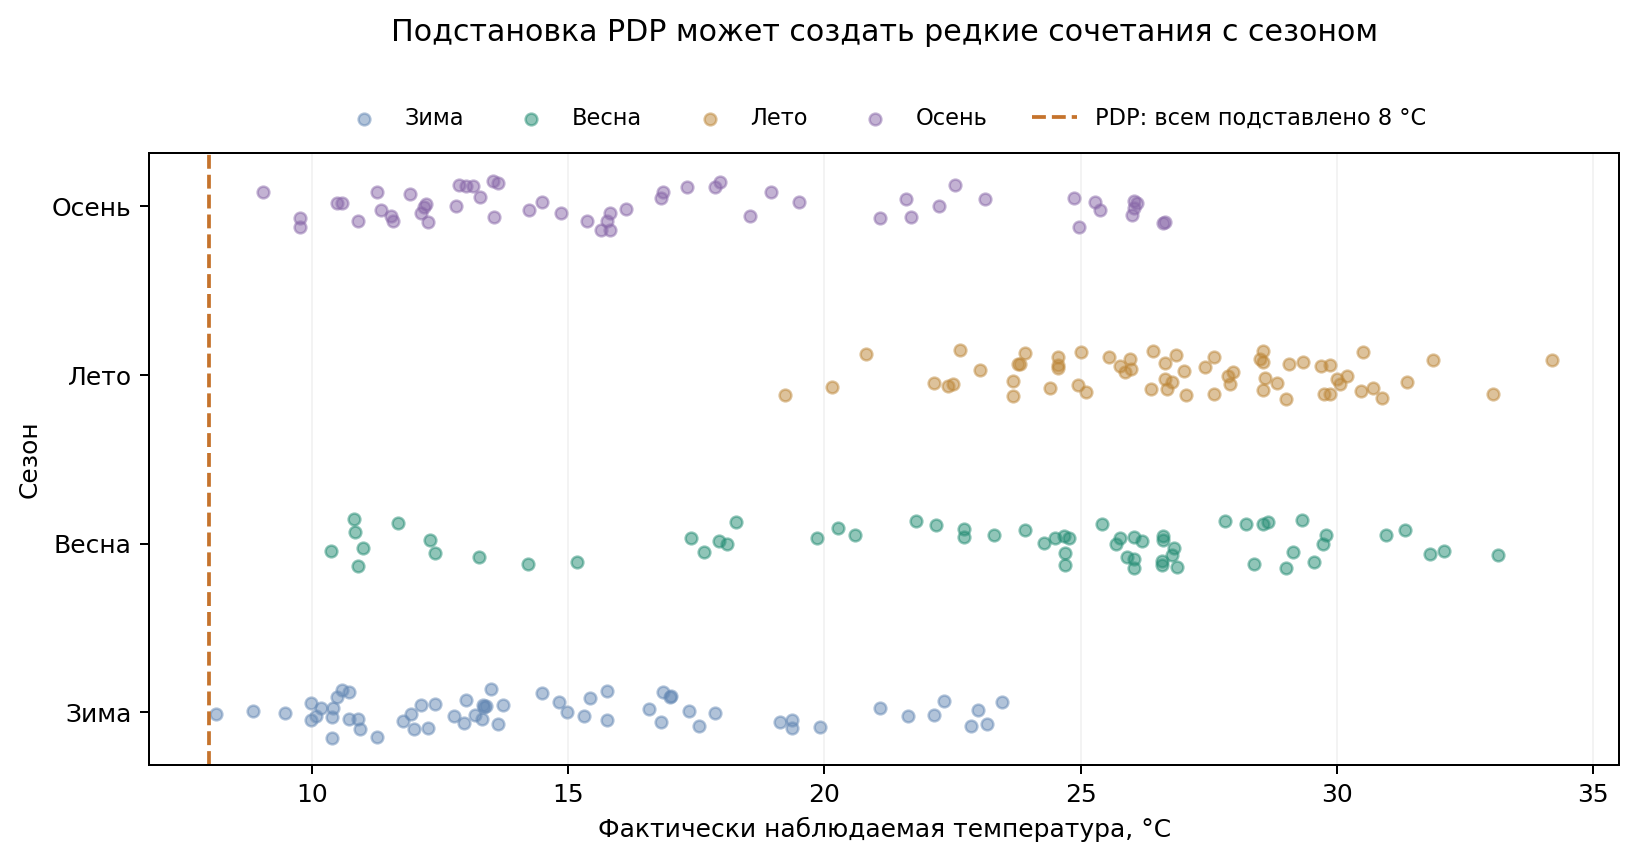 Подстановка PDP может создать редкие сочетания с сезоном
Зима Весна Лето Осень PDP: всем подставлено 8 °C
Осень
Лето
Весна
Зима
Сезон
10 15 20 25 30 35
Фактически наблюдаемая температура, °C